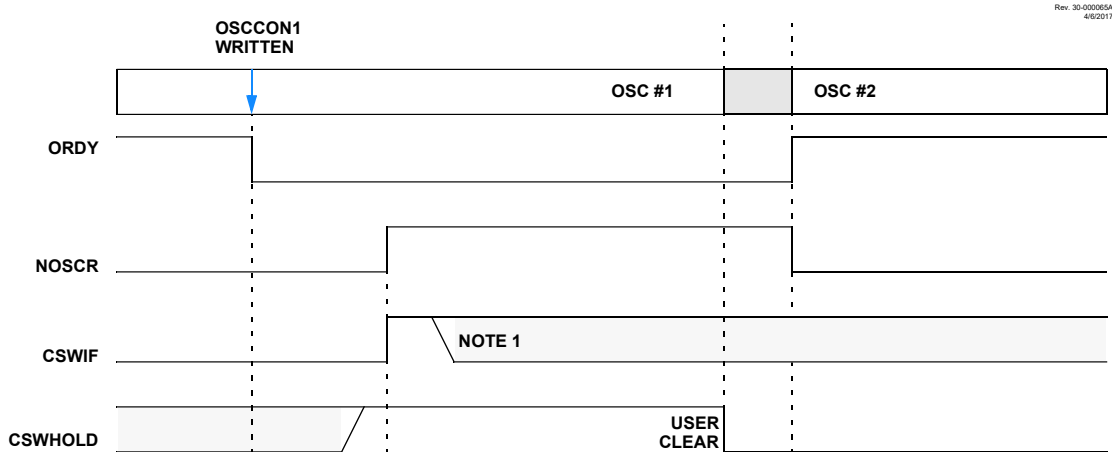 Rev. 30-000065A
4/6/2017
OSCCON1
WRITTEN
OSC #1
OSC #2
ORDY
NOSCR
CSWIF
NOTE 1
CSWHOLD
USER
CLEAR